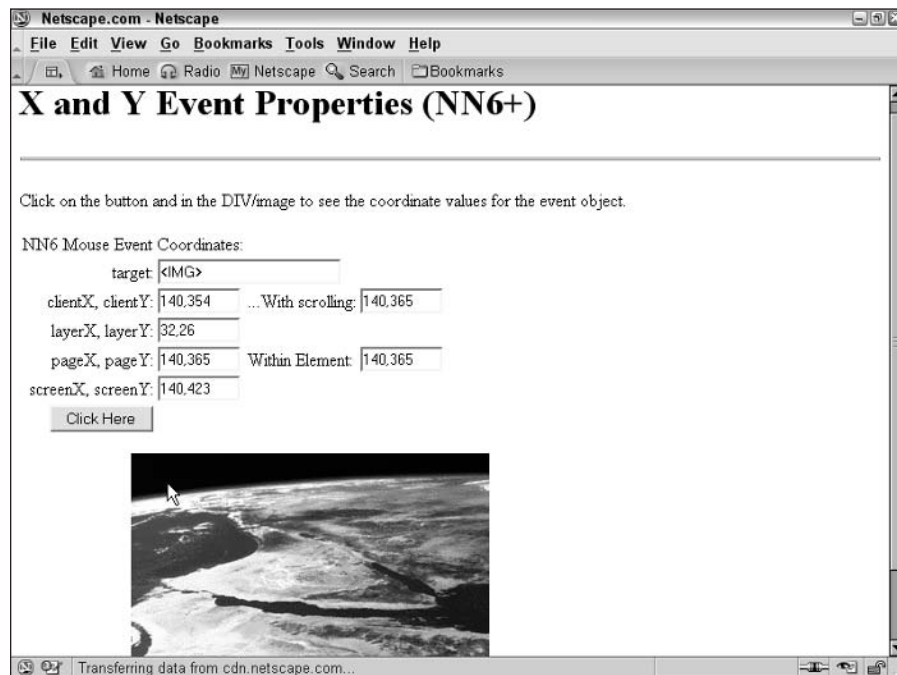 Netscape.com - Netscape
File Edit View Go Bookmarks Tools Window Help
Home Radio My Netscape Search Bookmarks
X and Y Event Properties (NN6+)
Click on the button and in the DIV/image to see the coordinate values for the event object.
NN6 Mouse Event Coordinates:
target: <IMG>
clientX, clientY: 140,354 ...With scrolling: 140,365
layerX, layerY: 32,26
pageX, pageY: 140,365 Within Element: 140,365
screenX, screenY: 140,423
Click Here
Transferring data from cdn.netscape.com...